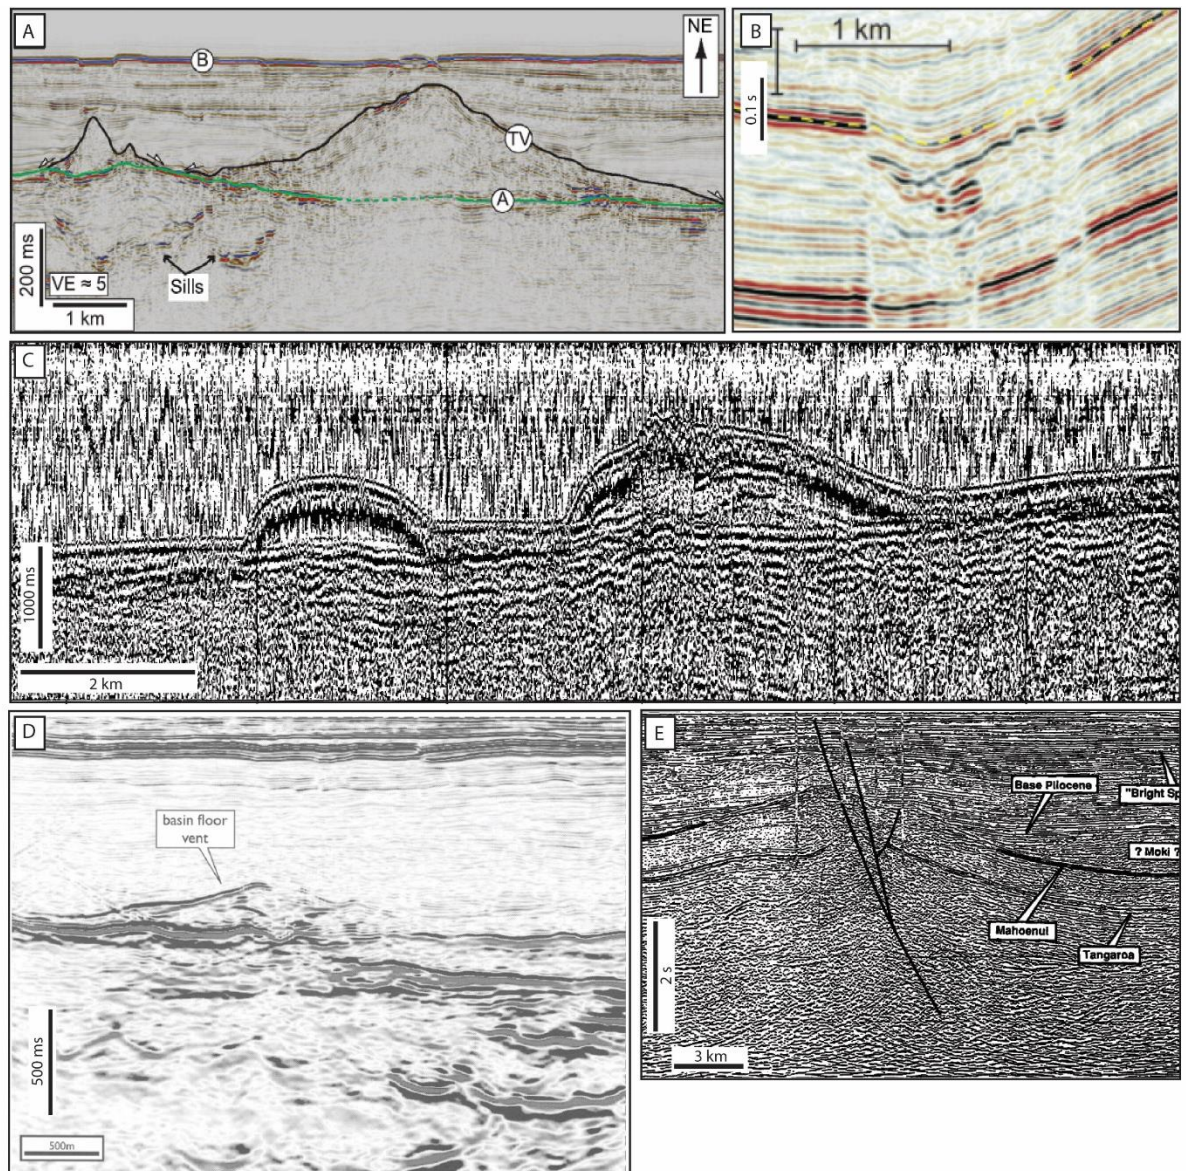 A
B
NE
TV
A
200 ms
VE ≈ 5
1 km
Sills
B
1 km
0.1 s
C
1000 ms
2 km
D
basin floor
vent
500 ms
500m
E
Base Pliocene
"Bright Sp
? Moki ?
Mahoenui
Tangaroa
2 s
3 km